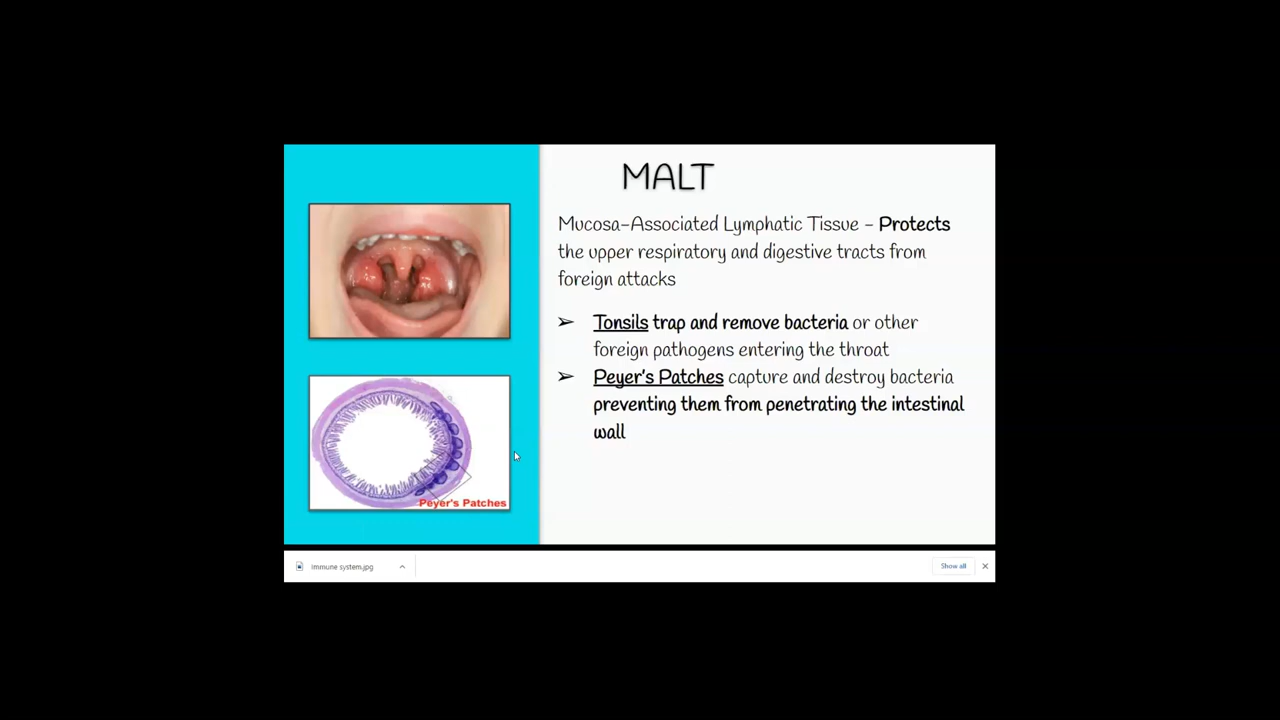 MALT
Mucosa-Associated Lymphatic Tissue - Protects
the upper respiratory and digestive tracts from
foreign attacks
➢ Tonsils trap and remove bacteria or other
foreign pathogens entering the throat
➢ Peyer's Patches capture and destroy bacteria
preventing them from penetrating the intestinal
wall
Peyer's Patches
immune system.jpg
Show all